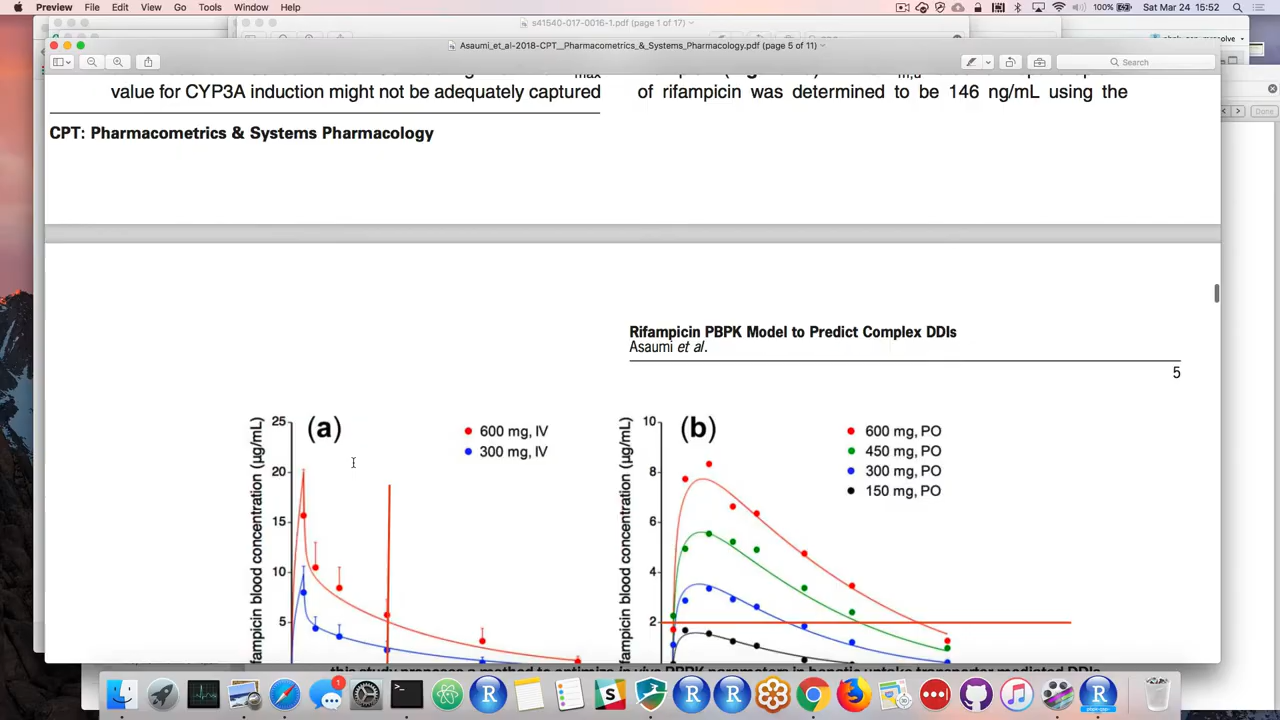 Preview File Edit View Go Tools Window Help
100% Sat Mar 24 15:52
s41540-017-0016-1.pdf (page 1 of 17)
Asaumi_et_al-2018-CPT__Pharmacometrics_&_Systems_Pharmacology.pdf (page 5 of 11)
Search
Done
max
value for CYP3A induction might not be adequately captured
of rifampicin was determined to be 146 ng/mL using the
CPT: Pharmacometrics & Systems Pharmacology
Rifampicin PBPK Model to Predict Complex DDIs
Asaumi et al.
5
(a)
600 mg, IV
300 mg, IV
25
20
15
10
5
fampicin blood concentration (µg/mL)
(b)
600 mg, PO
450 mg, PO
300 mg, PO
150 mg, PO
10
8
6
4
2
fampicin blood concentration (µg/mL)
1